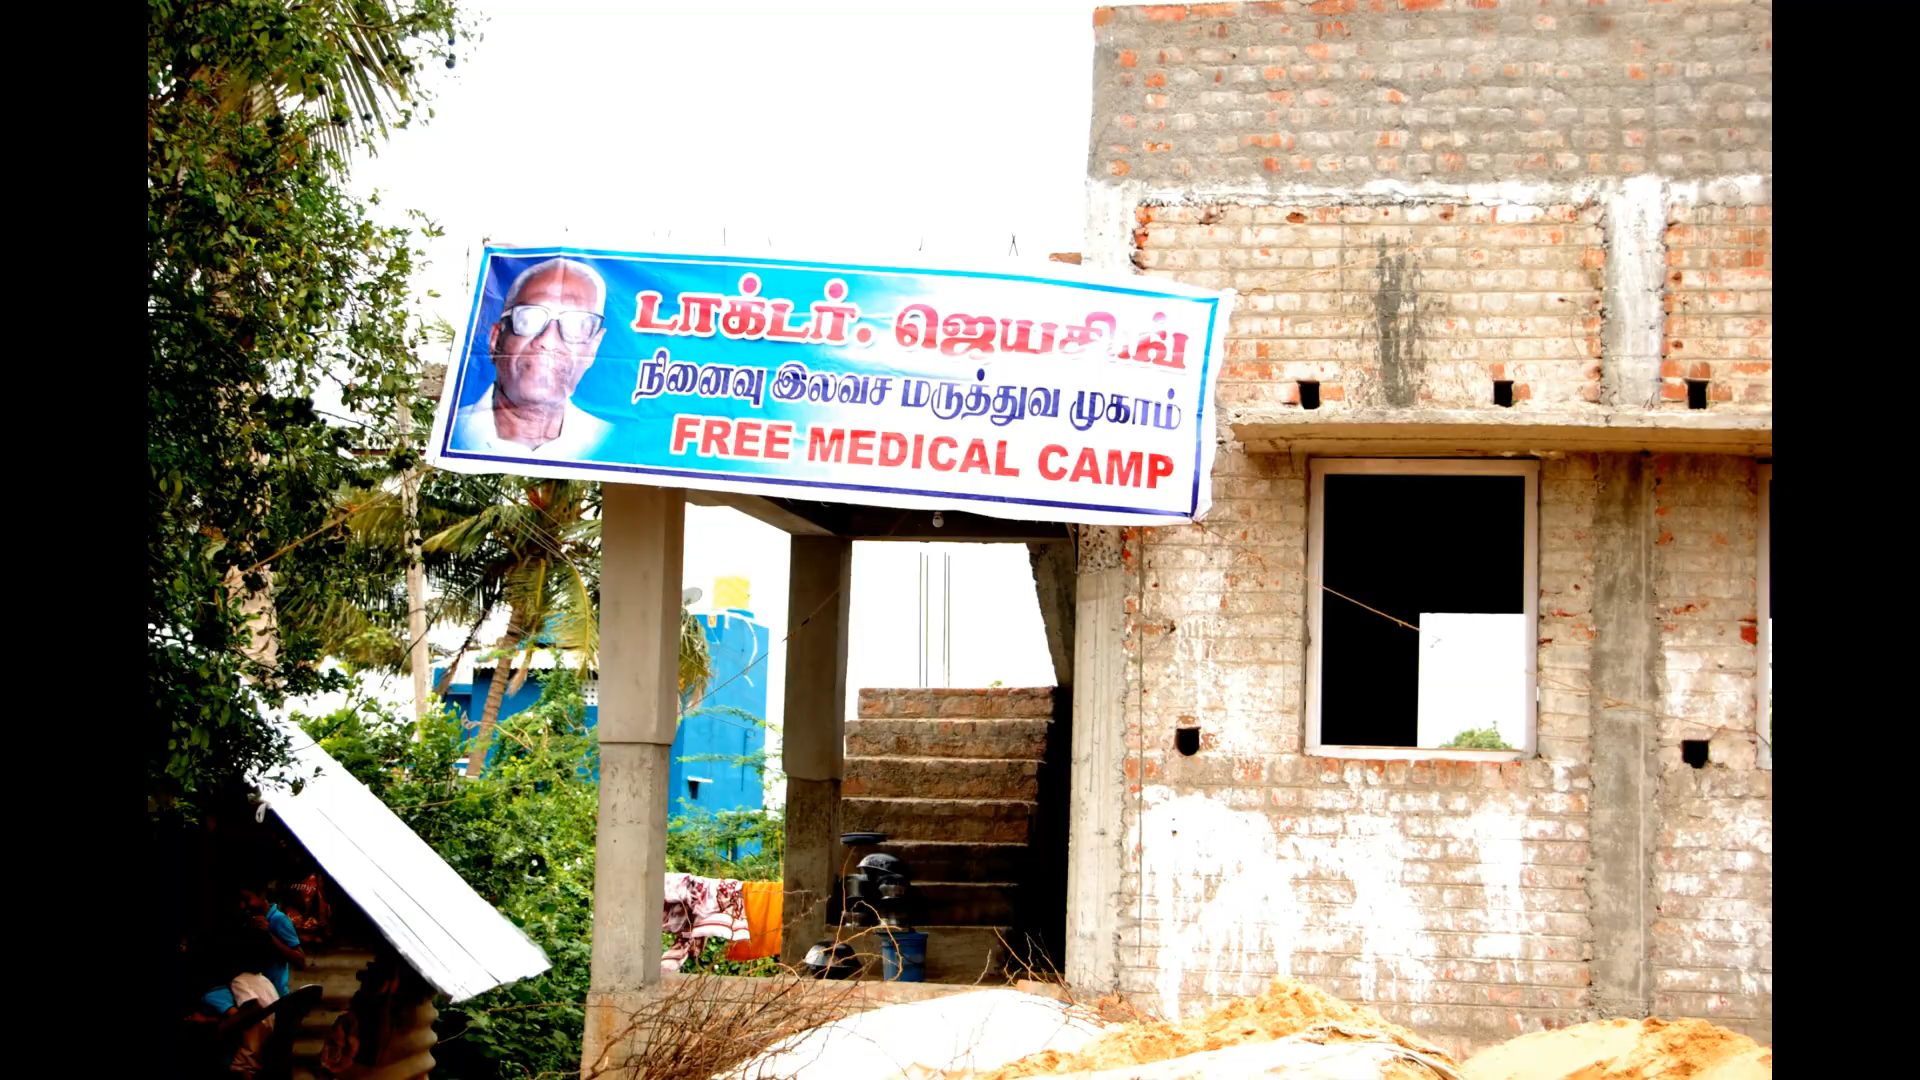 டாக்டர். ஜெயசிங்
நினைவு இலவச மருத்துவ முகாம்
FREE MEDICAL CAMP